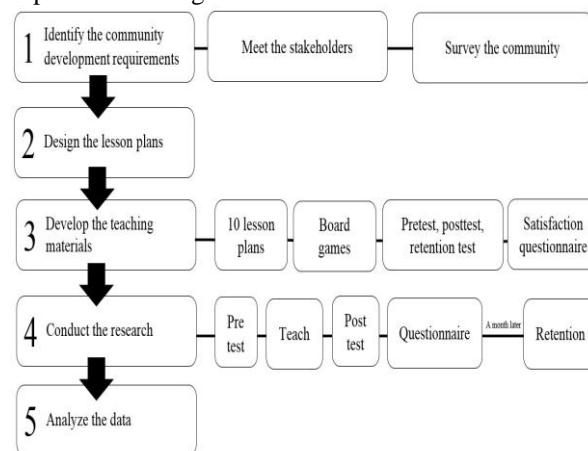 1 Identify the community
development requirements
Meet the stakeholders
Survey the community
2 Design the lesson plans
3 Develop the teaching
materials
10 lesson
plans
Board
games
Pretest, posttest,
retention test
Satisfaction
questionnaire
4 Conduct the research
Pre
test
Teach
Post
test
Questionnaire
A month later
Retention
5 Analyze the data